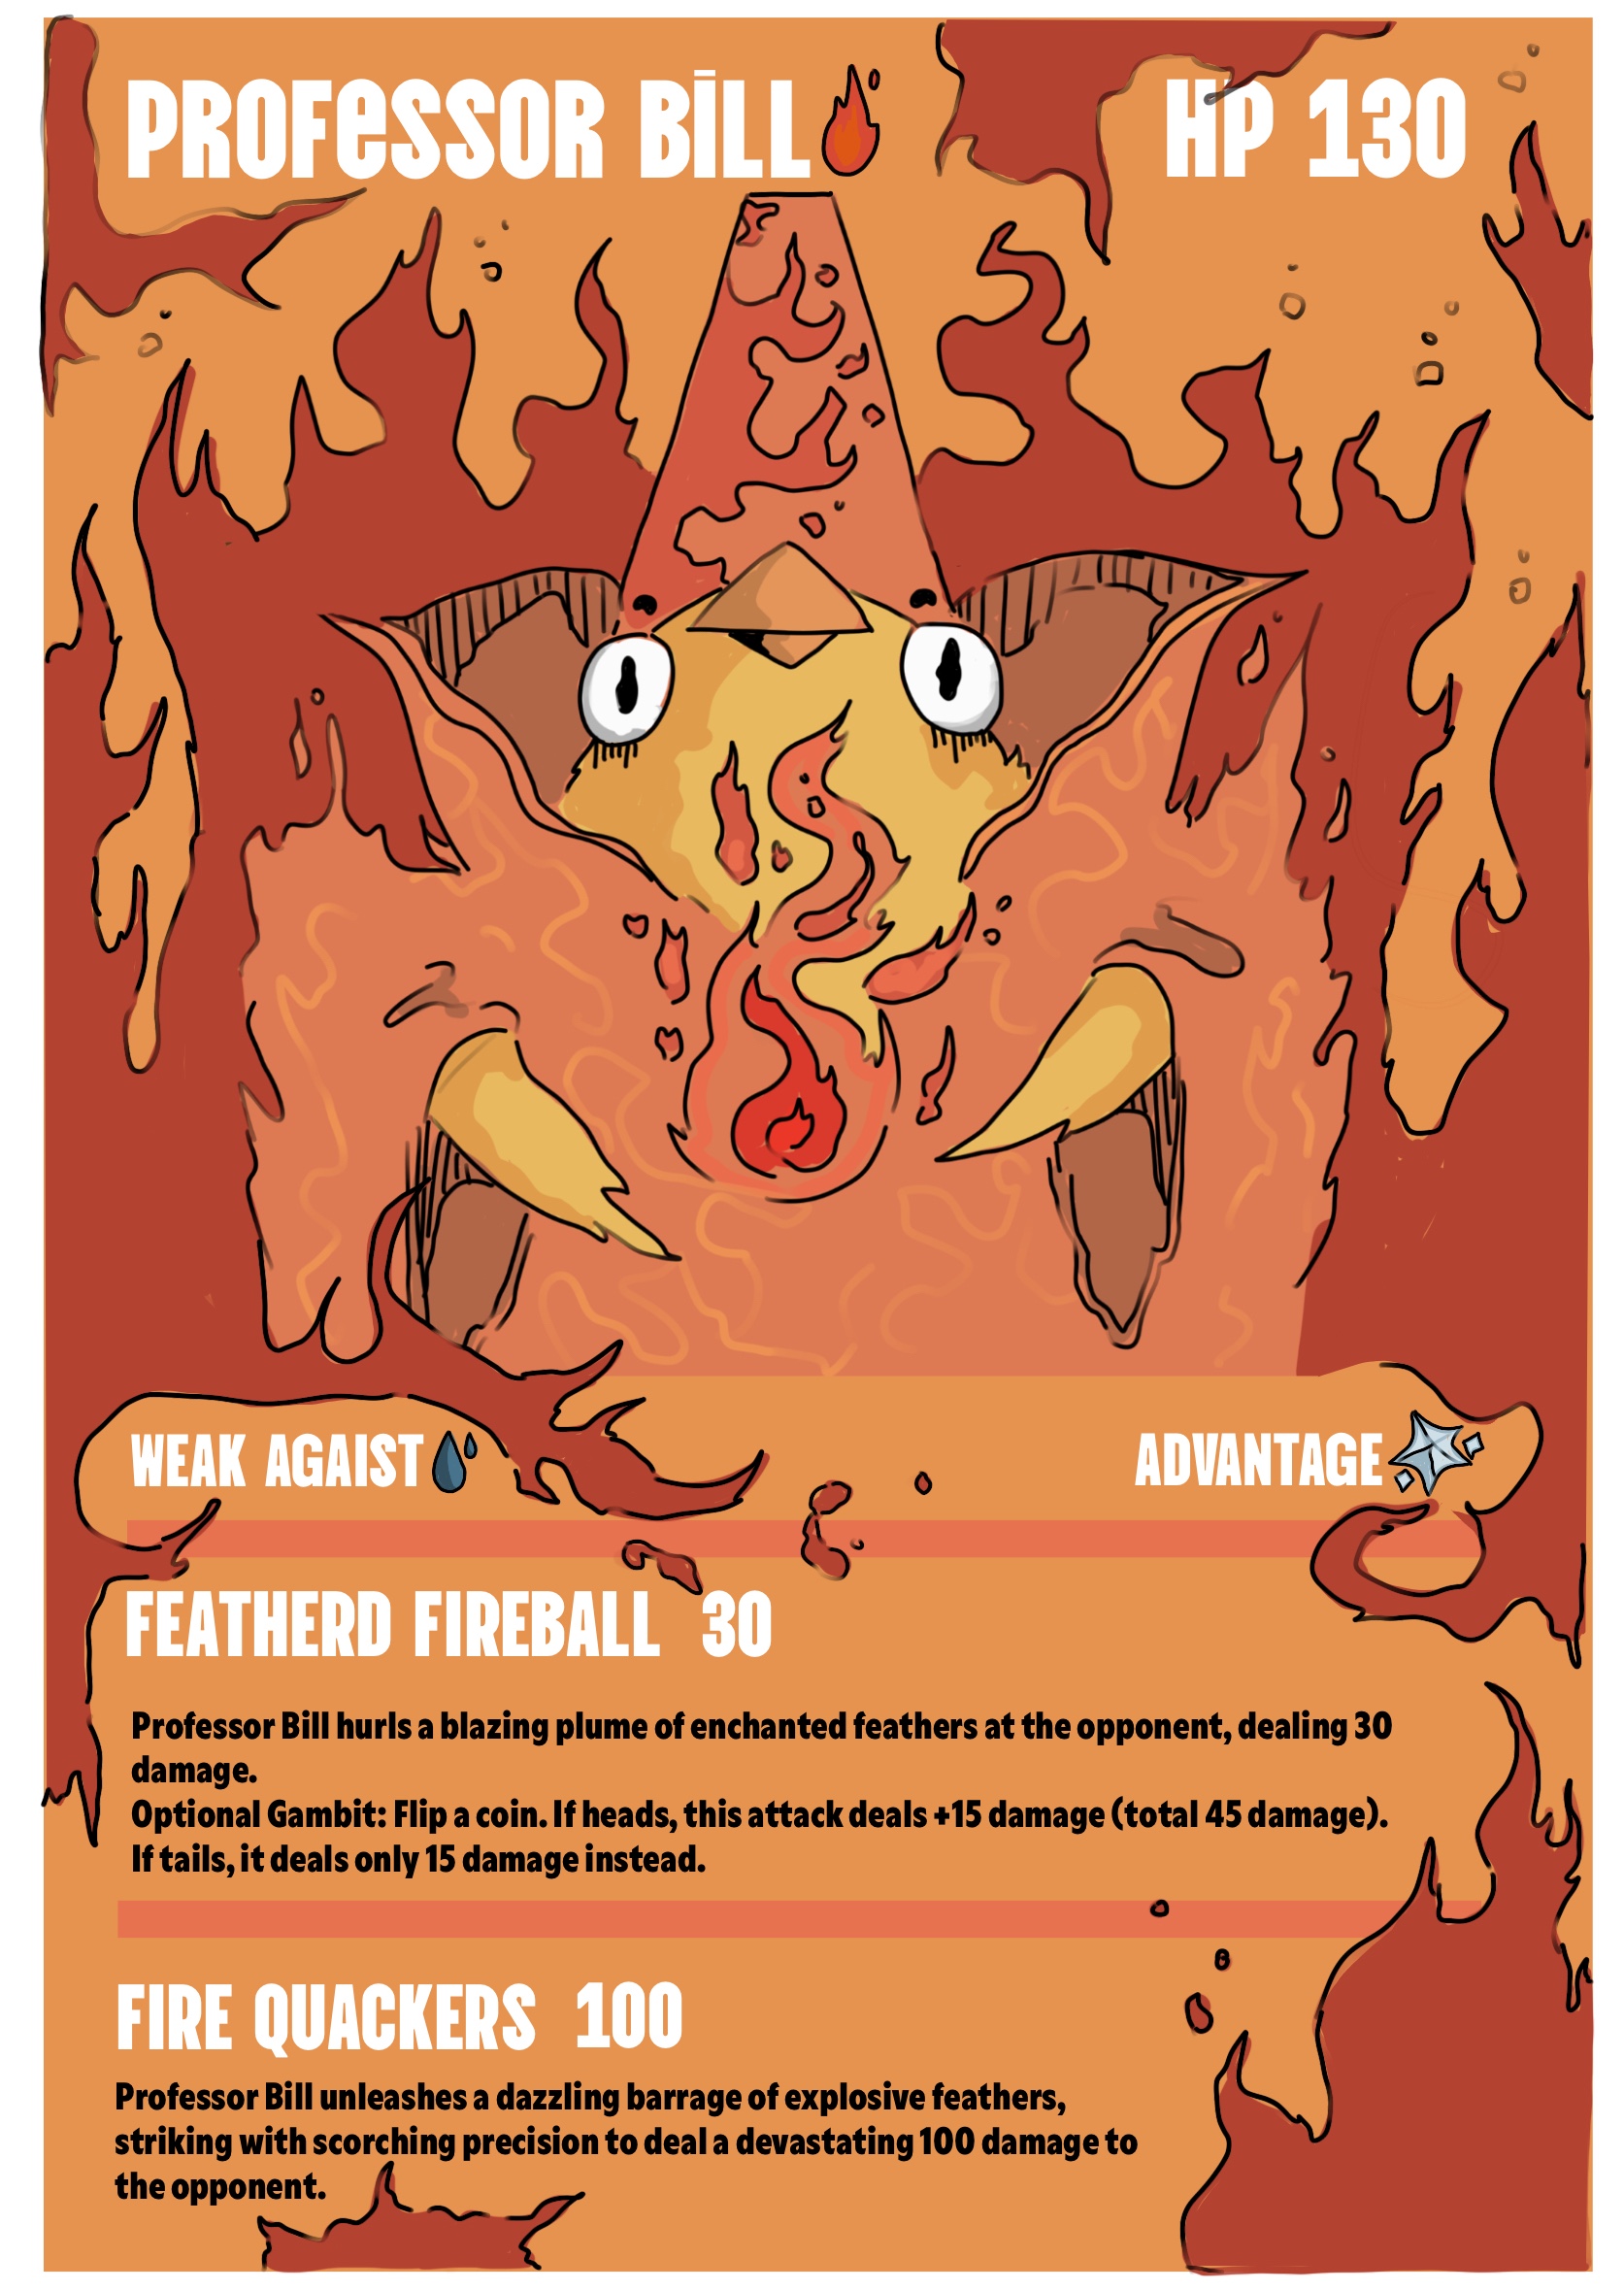 PROFeSSOR BİLL
HP 130
WEAK AGAIST
ADVANTAGE
FEATHERD FIREBALL 30
Professor Bill hurls a blazing plume of enchanted feathers at the opponent, dealing 30
damage.
Optional Gambit: Flip a coin. If heads, this attack deals +15 damage (total 45 damage).
If tails, it deals only 15 damage instead.
FIRE QUACKERS 100
Professor Bill unleashes a dazzling barrage of explosive feathers,
striking with scorching precision to deal a devastating 100 damage to
the opponent.